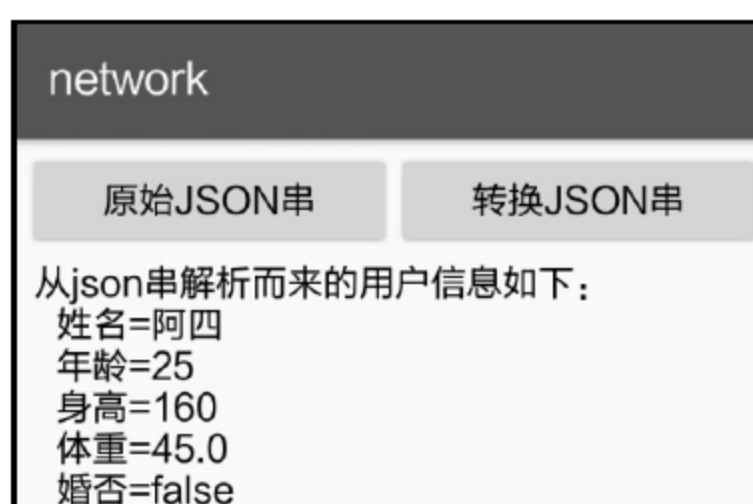 network
原始JSON串 转换JSON串
从json串解析而来的用户信息如下：
姓名=阿四
年龄=25
身高=160
体重=45.0
婚否=false